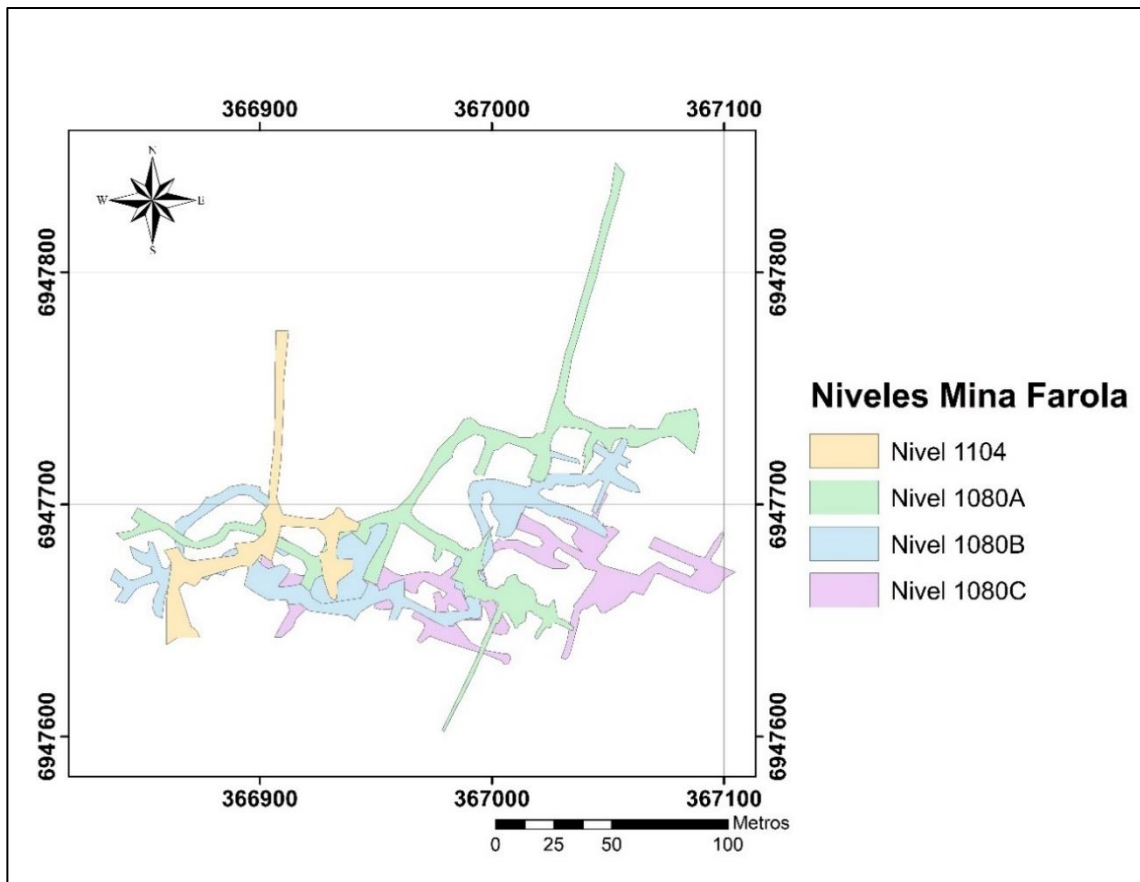 366900 367000 367100
N
W E
S
6947800 6947800
6947700 6947700
6947600 6947600
366900 367000 367100
Metros
0 25 50 100
Niveles Mina Farola
Nivel 1104
Nivel 1080A
Nivel 1080B
Nivel 1080C